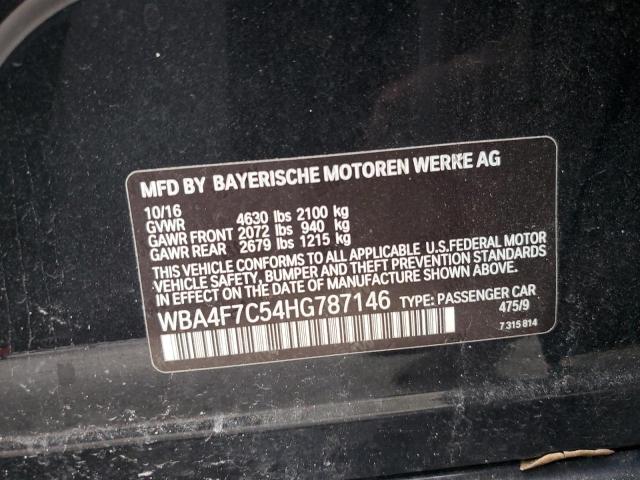 MFD BY BAYERISCHE MOTOREN WERKE AG
10/16
GVWR 4630 lbs 2100 kg
GAWR FRONT 2072 lbs 940 kg
GAWR REAR 2679 lbs 1215 kg
THIS VEHICLE CONFORMS TO ALL APPLICABLE U.S.FEDERAL MOTOR
VEHICLE SAFETY, BUMPER AND THEFT PREVENTION STANDARDS
IN EFFECT ON THE DATE OF MANUFACTURE SHOWN ABOVE.
WBA4F7C54HG787146 TYPE: PASSENGER CAR
475/9
7 315 814